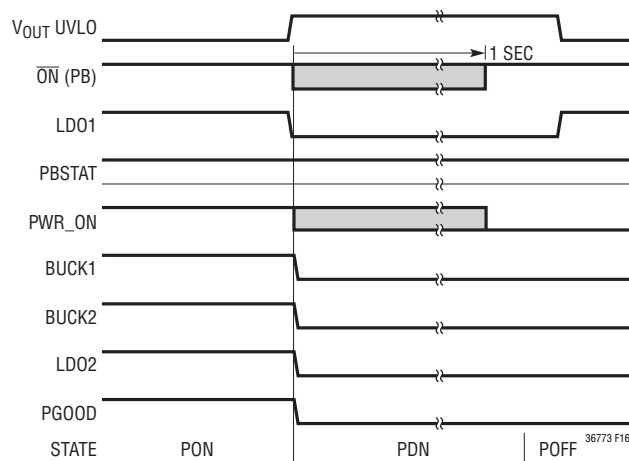 VOUT UVLO
1 SEC
ON (PB)
LDO1
PBSTAT
PWR_ON
BUCK1
BUCK2
LDO2
PGOOD
STATE PON PDN POFF
36773 F16